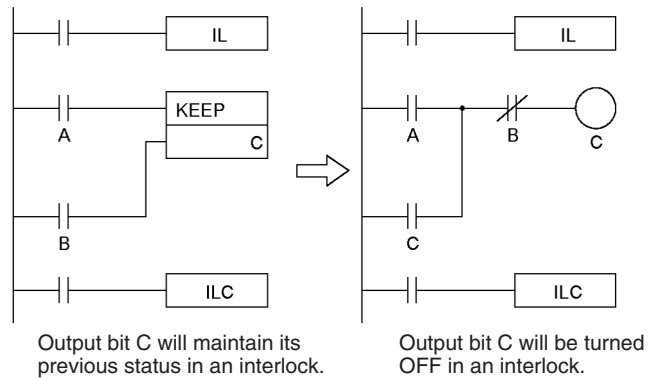 IL
KEEP
A
C
B
ILC
Output bit C will maintain its
previous status in an interlock.
IL
A
B
C
C
ILC
Output bit C will be turned
OFF in an interlock.